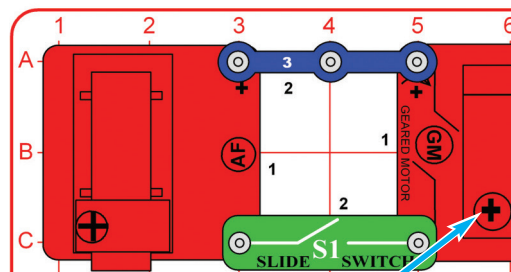 1 2 3 4 5 6
A
3
+ 2 +
B
AF
1
1
GEARED MOTOR
GM
+
2
+
C
S1
SLIDE SWITCH